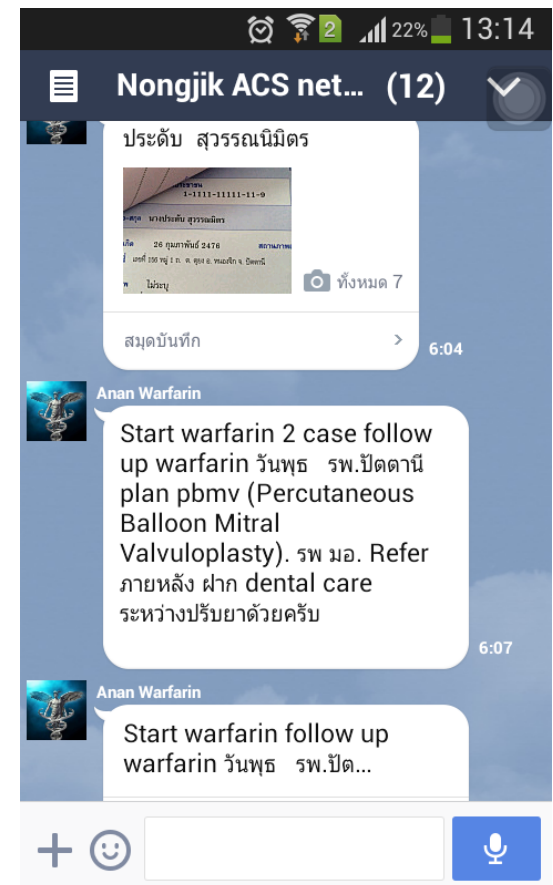 2 22% 13:14
Nongjik ACS net... (12)
ประดับ สุวรรณนิมิตร
1-1111-11111-11-9
นางประดับ สุวรรณนิมิตร
26 กุมภาพันธ์ 2476
ไม่ระบุ
ทั้งหมด 7
สมุดบันทึก
6:04
Anan Warfarin
Start warfarin 2 case follow
up warfarin วันพุธ รพ.ปัตตานี
plan pbmv (Percutaneous
Balloon Mitral
Valvuloplasty). รพ มอ. Refer
ภายหลัง ฝาก dental care
ระหว่างปรับยาด้วยครับ
6:07
Anan Warfarin
Start warfarin follow up
warfarin วันพุธ รพ.ปัต...